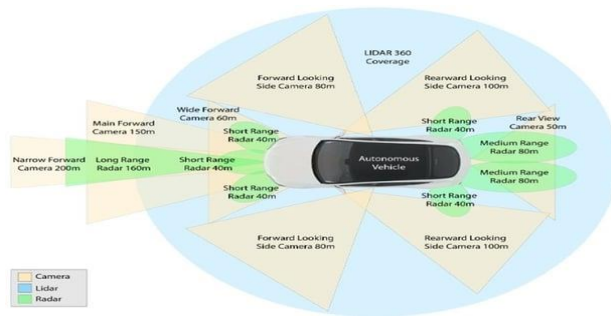 LIDAR 360
Coverage
Forward Looking
Side Camera 80m
Rearward Looking
Side Camera 100m
Wide Forward
Camera 60m
Main Forward
Camera 150m
Short Range
Radar 40m
Short Range
Radar 40m
Rear View
Camera 50m
Narrow Forward
Camera 200m
Long Range
Radar 160m
Short Range
Radar 40m
Autonomous
Vehicle
Medium Range
Radar 80m
Medium Range
Radar 80m
Short Range
Radar 40m
Short Range
Radar 40m
Forward Looking
Side Camera 80m
Rearward Looking
Side Camera 100m
Camera
Lidar
Radar